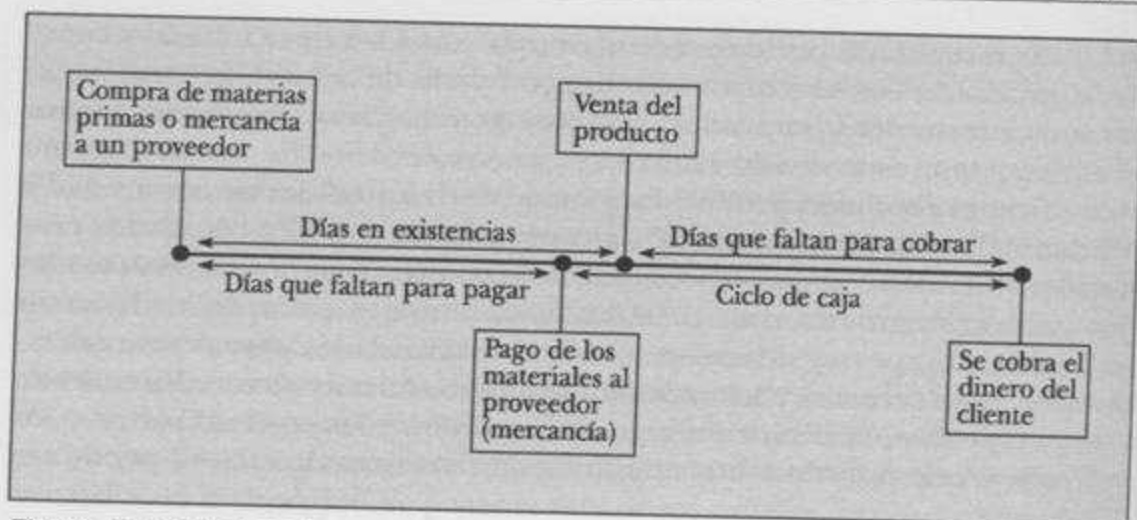 Compra de materias
primas o mercancía
a un proveedor
Venta del
producto
Días en existencias
Días que faltan para cobrar
Días que faltan para pagar
Ciclo de caja
Pago de los
materiales al
proveedor
(mercancía)
Se cobra el
dinero del
cliente